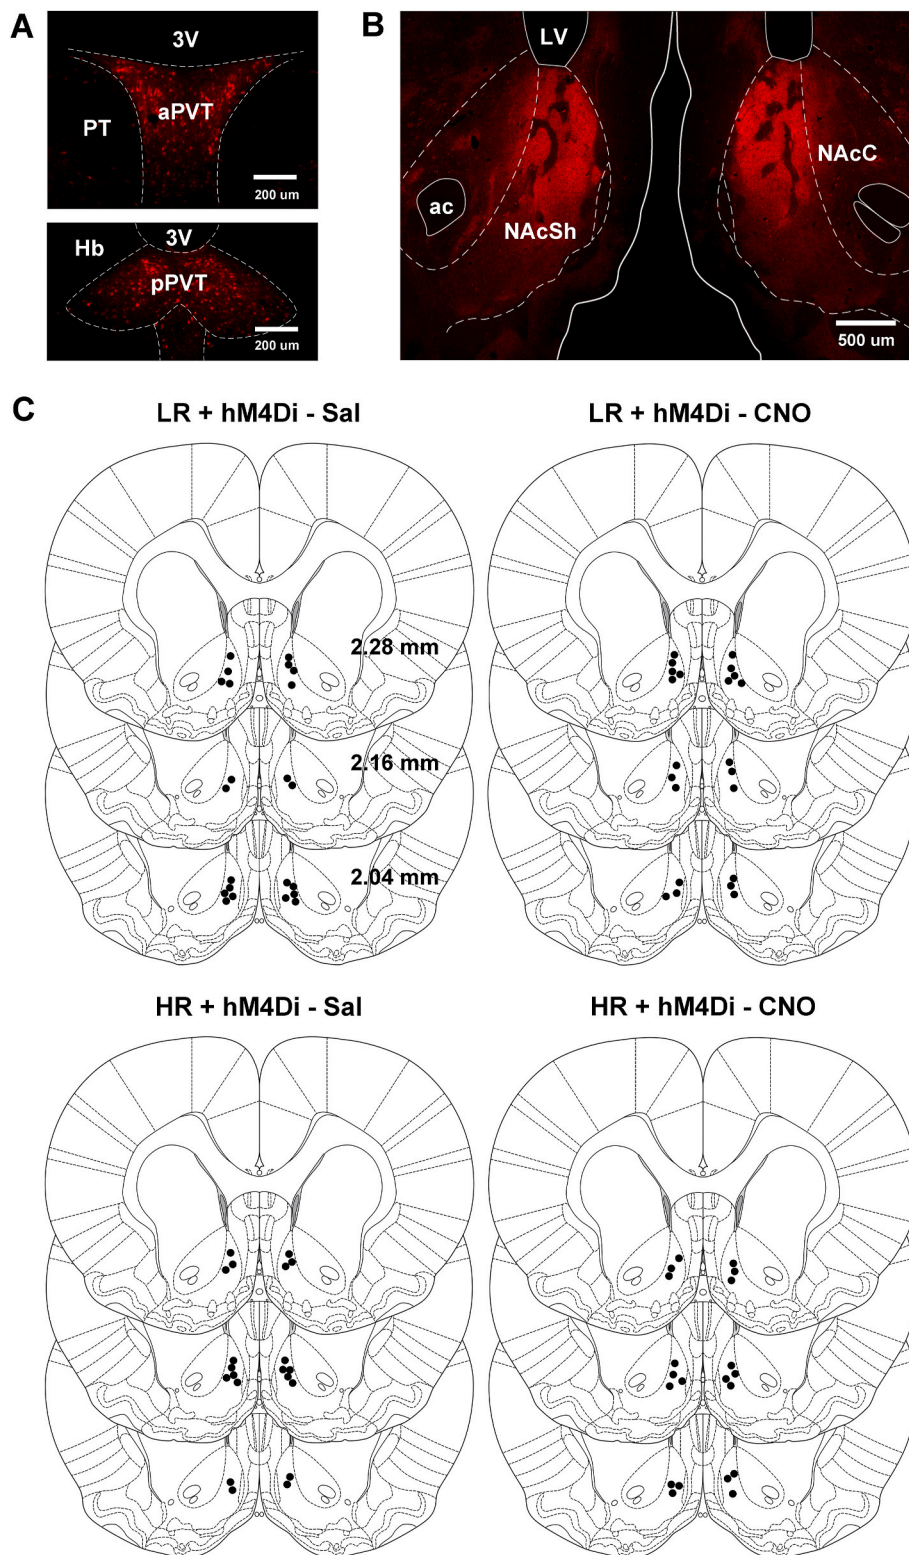 A
3V
aPVT
PT
200 um
Hb
3V
pPVT
200 um
B
LV
NAcC
ac
NAcSh
500 um
C
LR + hM4Di - Sal
LR + hM4Di - CNO
2.28 mm
2.16 mm
2.04 mm
HR + hM4Di - Sal
HR + hM4Di - CNO